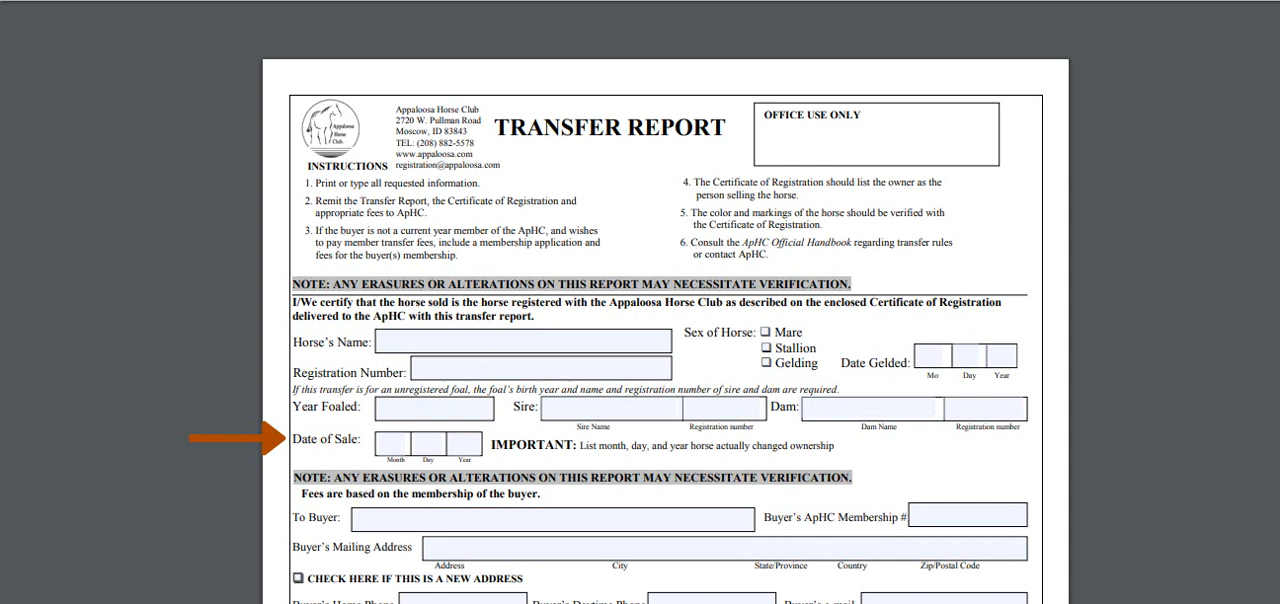 Appaloosa
Horse
Club.
Appaloosa Horse Club
2720 W. Pullman Road
Moscow, ID 83843
TEL: (208) 882-5578
www.appaloosa.com
registration@appaloosa.com
TRANSFER REPORT
OFFICE USE ONLY
INSTRUCTIONS
1. Print or type all requested information.
2. Remit the Transfer Report, the Certificate of Registration and
appropriate fees to ApHC.
3. If the buyer is not a current year member of the ApHC, and wishes
to pay member transfer fees, include a membership application and
fees for the buyer(s) membership.
4. The Certificate of Registration should list the owner as the
person selling the horse.
5. The color and markings of the horse should be verified with
the Certificate of Registration.
6. Consult the ApHC Official Handbook regarding transfer rules
or contact ApHC.
NOTE: ANY ERASURES OR ALTERATIONS ON THIS REPORT MAY NECESSITATE VERIFICATION.
I/We certify that the horse sold is the horse registered with the Appaloosa Horse Club as described on the enclosed Certificate of Registration
delivered to the ApHC with this transfer report.
Horse's Name:
Sex of Horse: Mare
Stallion
Gelding
Date Gelded:
Mo Day Year
Registration Number:
If this transfer is for an unregistered foal, the foal's birth year and name and registration number of sire and dam are required.
Year Foaled: Sire: Dam:
Sire Name Registration number Dam Name Registration number
Date of Sale: IMPORTANT: List month, day, and year horse actually changed ownership
Month Day Year
NOTE: ANY ERASURES OR ALTERATIONS ON THIS REPORT MAY NECESSITATE VERIFICATION.
Fees are based on the membership of the buyer.
To Buyer: Buyer's ApHC Membership #
Buyer's Mailing Address
Address City State/Province Country Zip/Postal Code
CHECK HERE IF THIS IS A NEW ADDRESS
Buyer's Home Phone Buyer's Daytime Phone Buyer's e-mail